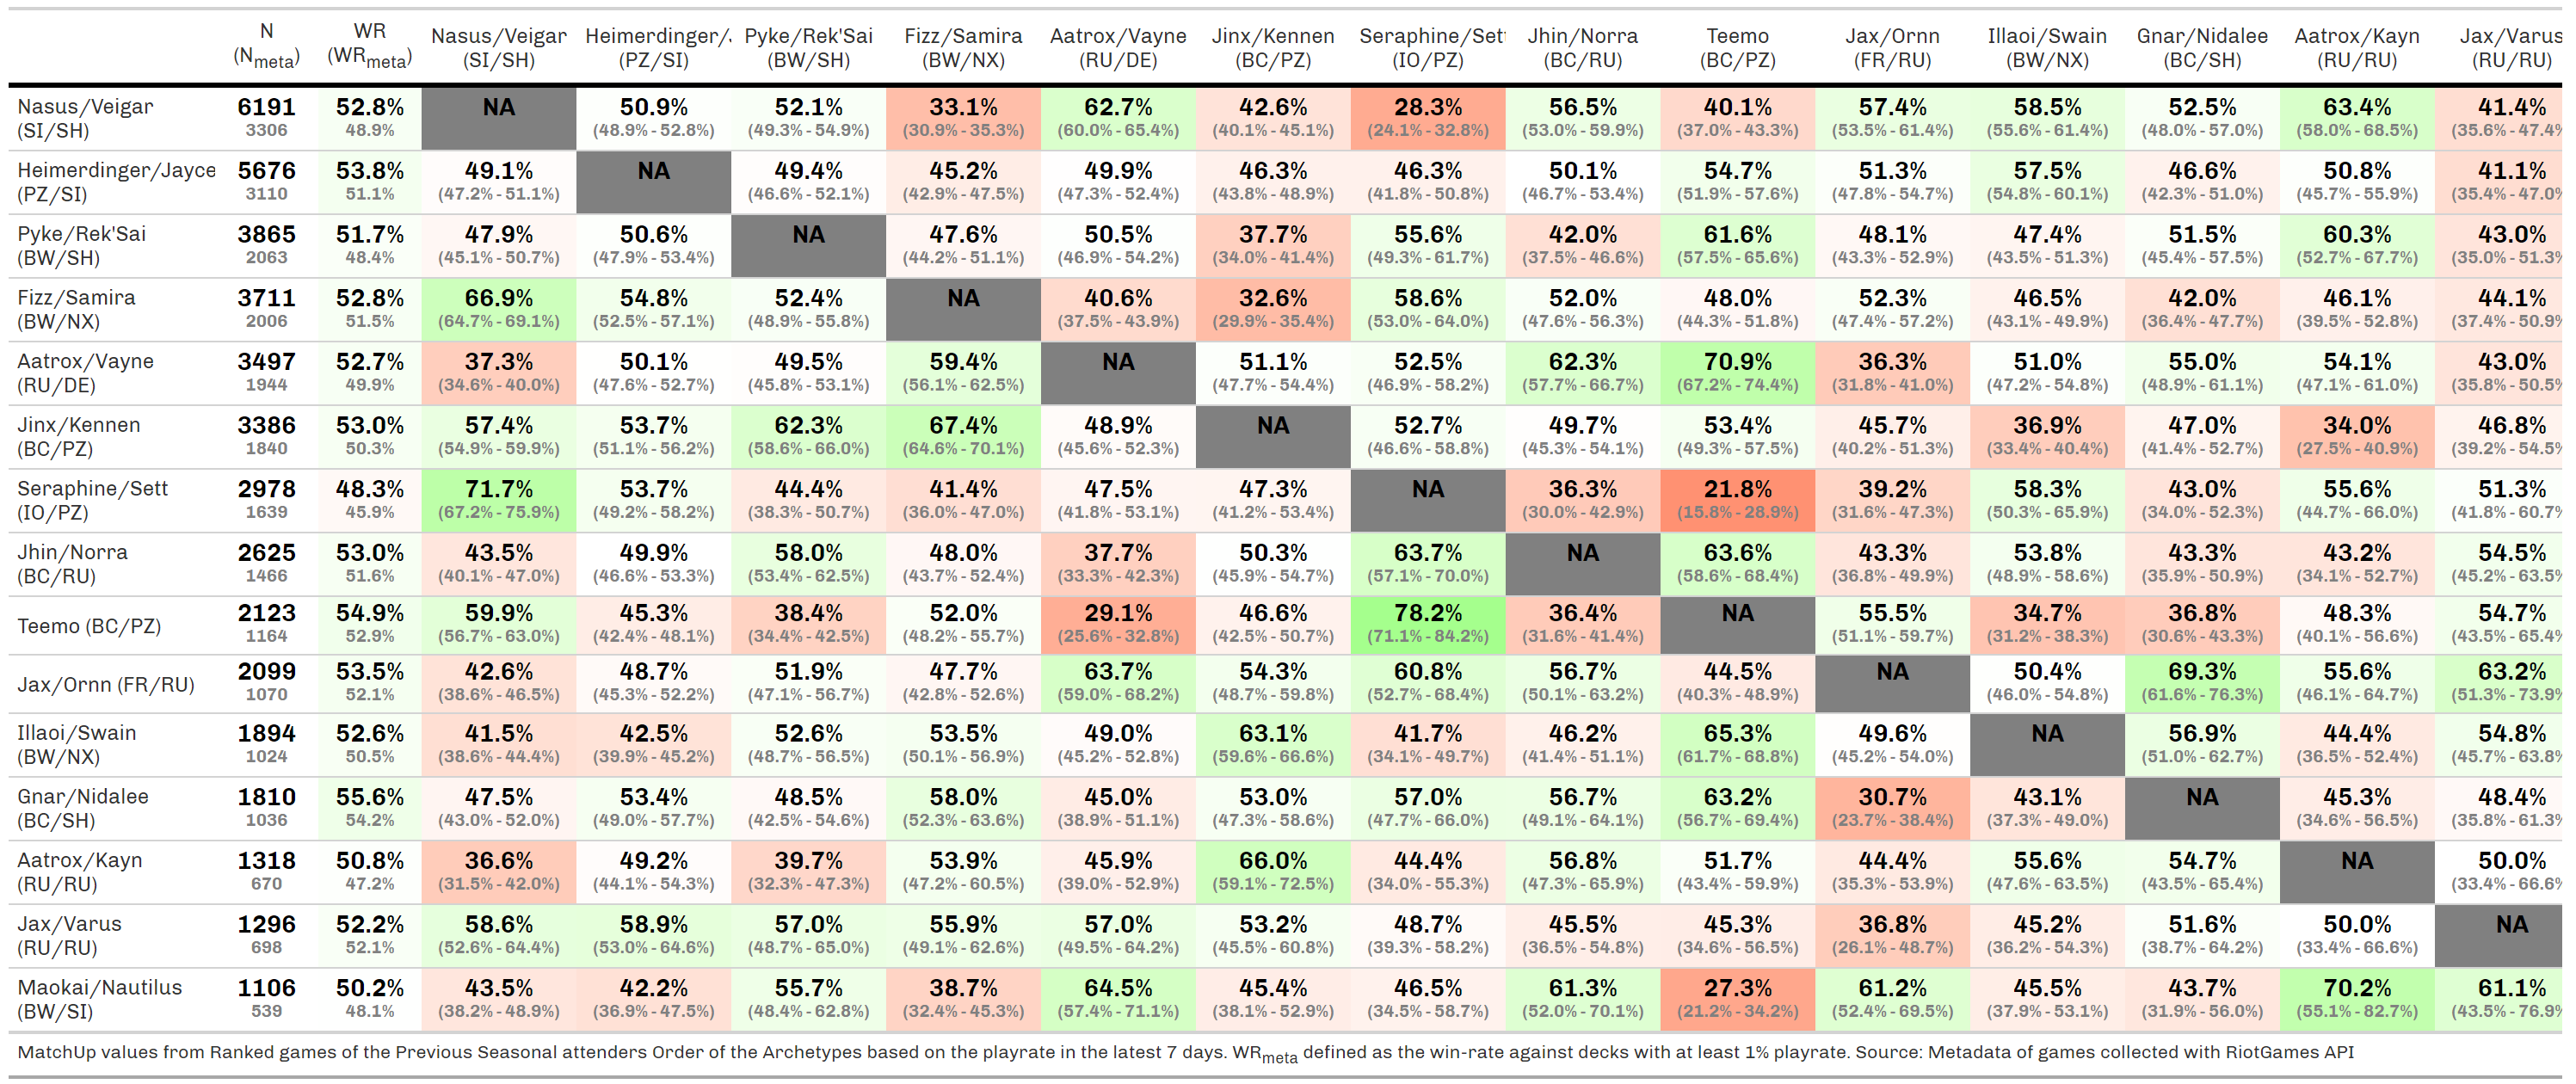 N WR Nasus/Veigar Heimerdinger/J Pyke/Rek'Sai Fizz/Samira Aatrox/Vayne Jinx/Kennen Seraphine/Sett Jhin/Norra Teemo Jax/Ornn Illaoi/Swain Gnar/Nidalee Aatrox/Kayn Jax/Varus
(Nmeta) (WRmeta) (SI/SH) (PZ/SI) (BW/SH) (BW/NX) (RU/DE) (BC/PZ) (IO/PZ) (BC/RU) (BC/PZ) (FR/RU) (BW/NX) (BC/SH) (RU/RU) (RU/RU)
Nasus/Veigar 6191 52.8% NA 50.9% 52.1% 33.1% 62.7% 42.6% 28.3% 56.5% 40.1% 57.4% 58.5% 52.5% 63.4% 41.4%
(SI/SH) 3306 48.9% (48.9% - 52.8%) (49.3% - 54.9%) (30.9% - 35.3%) (60.0% - 65.4%) (40.1% - 45.1%) (24.1% - 32.8%) (53.0% - 59.9%) (37.0% - 43.3%) (53.5% - 61.4%) (55.6% - 61.4%) (48.0% - 57.0%) (58.0% - 68.5%) (35.6% - 47.4%
Heimerdinger/Jayce 5676 53.8% 49.1% NA 49.4% 45.2% 49.9% 46.3% 46.3% 50.1% 54.7% 51.3% 57.5% 46.6% 50.8% 41.1%
(PZ/SI) 3110 51.1% (47.2% - 51.1%) (46.6% - 52.1%) (42.9% - 47.5%) (47.3% - 52.4%) (43.8% - 48.9%) (41.8% - 50.8%) (46.7% - 53.4%) (51.9% - 57.6%) (47.8% - 54.7%) (54.8% - 60.1%) (42.3% - 51.0%) (45.7% - 55.9%) (35.4% - 47.0%
Pyke/Rek'Sai 3865 51.7% 47.9% 50.6% NA 47.6% 50.5% 37.7% 55.6% 42.0% 61.6% 48.1% 47.4% 51.5% 60.3% 43.0%
(BW/SH) 2063 48.4% (45.1% - 50.7%) (47.9% - 53.4%) (44.2% - 51.1%) (46.9% - 54.2%) (34.0% - 41.4%) (49.3% - 61.7%) (37.5% - 46.6%) (57.5% - 65.6%) (43.3% - 52.9%) (43.5% - 51.3%) (45.4% - 57.5%) (52.7% - 67.7%) (35.0% - 51.3%
Fizz/Samira 3711 52.8% 66.9% 54.8% 52.4% NA 40.6% 32.6% 58.6% 52.0% 48.0% 52.3% 46.5% 42.0% 46.1% 44.1%
(BW/NX) 2006 51.5% (64.7% - 69.1%) (52.5% - 57.1%) (48.9% - 55.8%) (37.5% - 43.9%) (29.9% - 35.4%) (53.0% - 64.0%) (47.6% - 56.3%) (44.3% - 51.8%) (47.4% - 57.2%) (43.1% - 49.9%) (36.4% - 47.7%) (39.5% - 52.8%) (37.4% - 50.9%
Aatrox/Vayne 3497 52.7% 37.3% 50.1% 49.5% 59.4% NA 51.1% 52.5% 62.3% 70.9% 36.3% 51.0% 55.0% 54.1% 43.0%
(RU/DE) 1944 49.9% (34.6% - 40.0%) (47.6% - 52.7%) (45.8% - 53.1%) (56.1% - 62.5%) (47.7% - 54.4%) (46.9% - 58.2%) (57.7% - 66.7%) (67.2% - 74.4%) (31.8% - 41.0%) (47.2% - 54.8%) (48.9% - 61.1%) (47.1% - 61.0%) (35.8% - 50.5%
Jinx/Kennen 3386 53.0% 57.4% 53.7% 62.3% 67.4% 48.9% NA 52.7% 49.7% 53.4% 45.7% 36.9% 47.0% 34.0% 46.8%
(BC/PZ) 1840 50.3% (54.9% - 59.9%) (51.1% - 56.2%) (58.6% - 66.0%) (64.6% - 70.1%) (45.6% - 52.3%) (46.6% - 58.8%) (45.3% - 54.1%) (49.3% - 57.5%) (40.2% - 51.3%) (33.4% - 40.4%) (41.4% - 52.7%) (27.5% - 40.9%) (39.2% - 54.5%
Seraphine/Sett 2978 48.3% 71.7% 53.7% 44.4% 41.4% 47.5% 47.3% NA 36.3% 21.8% 39.2% 58.3% 43.0% 55.6% 51.3%
(IO/PZ) 1639 45.9% (67.2% - 75.9%) (49.2% - 58.2%) (38.3% - 50.7%) (36.0% - 47.0%) (41.8% - 53.1%) (41.2% - 53.4%) (30.0% - 42.9%) (15.8% - 28.9%) (31.6% - 47.3%) (50.3% - 65.9%) (34.0% - 52.3%) (44.7% - 66.0%) (41.8% - 60.7%
Jhin/Norra 2625 53.0% 43.5% 49.9% 58.0% 48.0% 37.7% 50.3% 63.7% NA 63.6% 43.3% 53.8% 43.3% 43.2% 54.5%
(BC/RU) 1466 51.6% (40.1% - 47.0%) (46.6% - 53.3%) (53.4% - 62.5%) (43.7% - 52.4%) (33.3% - 42.3%) (45.9% - 54.7%) (57.1% - 70.0%) (58.6% - 68.4%) (36.8% - 49.9%) (48.9% - 58.6%) (35.9% - 50.9%) (34.1% - 52.7%) (45.2% - 63.5%
Teemo (BC/PZ) 2123 54.9% 59.9% 45.3% 38.4% 52.0% 29.1% 46.6% 78.2% 36.4% NA 55.5% 34.7% 36.8% 48.3% 54.7%
1164 52.9% (56.7% - 63.0%) (42.4% - 48.1%) (34.4% - 42.5%) (48.2% - 55.7%) (25.6% - 32.8%) (42.5% - 50.7%) (71.1% - 84.2%) (31.6% - 41.4%) (51.1% - 59.7%) (31.2% - 38.3%) (30.6% - 43.3%) (40.1% - 56.6%) (43.5% - 65.4%
Jax/Ornn (FR/RU) 2099 53.5% 42.6% 48.7% 51.9% 47.7% 63.7% 54.3% 60.8% 56.7% 44.5% NA 50.4% 69.3% 55.6% 63.2%
1070 52.1% (38.6% - 46.5%) (45.3% - 52.2%) (47.1% - 56.7%) (42.8% - 52.6%) (59.0% - 68.2%) (48.7% - 59.8%) (52.7% - 68.4%) (50.1% - 63.2%) (40.3% - 48.9%) (46.0% - 54.8%) (61.6% - 76.3%) (46.1% - 64.7%) (51.3% - 73.9%
Illaoi/Swain 1894 52.6% 41.5% 42.5% 52.6% 53.5% 49.0% 63.1% 41.7% 46.2% 65.3% 49.6% NA 56.9% 44.4% 54.8%
(BW/NX) 1024 50.5% (38.6% - 44.4%) (39.9% - 45.2%) (48.7% - 56.5%) (50.1% - 56.9%) (45.2% - 52.8%) (59.6% - 66.6%) (34.1% - 49.7%) (41.4% - 51.1%) (61.7% - 68.8%) (45.2% - 54.0%) (51.0% - 62.7%) (36.5% - 52.4%) (45.7% - 63.8%
Gnar/Nidalee 1810 55.6% 47.5% 53.4% 48.5% 58.0% 45.0% 53.0% 57.0% 56.7% 63.2% 30.7% 43.1% NA 45.3% 48.4%
(BC/SH) 1036 54.2% (43.0% - 52.0%) (49.0% - 57.7%) (42.5% - 54.6%) (52.3% - 63.6%) (38.9% - 51.1%) (47.3% - 58.6%) (47.7% - 66.0%) (49.1% - 64.1%) (56.7% - 69.4%) (23.7% - 38.4%) (37.3% - 49.0%) (34.6% - 56.5%) (35.8% - 61.3%
Aatrox/Kayn 1318 50.8% 36.6% 49.2% 39.7% 53.9% 45.9% 66.0% 44.4% 56.8% 51.7% 44.4% 55.6% 54.7% NA 50.0%
(RU/RU) 670 47.2% (31.5% - 42.0%) (44.1% - 54.3%) (32.3% - 47.3%) (47.2% - 60.5%) (39.0% - 52.9%) (59.1% - 72.5%) (34.0% - 55.3%) (47.3% - 65.9%) (43.4% - 59.9%) (35.3% - 53.9%) (47.6% - 63.5%) (43.5% - 65.4%) (33.4% - 66.6%
Jax/Varus 1296 52.2% 58.6% 58.9% 57.0% 55.9% 57.0% 53.2% 48.7% 45.5% 45.3% 36.8% 45.2% 51.6% 50.0% NA
(RU/RU) 698 52.1% (52.6% - 64.4%) (53.0% - 64.6%) (48.7% - 65.0%) (49.1% - 62.6%) (49.5% - 64.2%) (45.5% - 60.8%) (39.3% - 58.2%) (36.5% - 54.8%) (34.6% - 56.5%) (26.1% - 48.7%) (36.2% - 54.3%) (38.7% - 64.2%) (33.4% - 66.6%)
Maokai/Nautilus 1106 50.2% 43.5% 42.2% 55.7% 38.7% 64.5% 45.4% 46.5% 61.3% 27.3% 61.2% 45.5% 43.7% 70.2% 61.1%
(BW/SI) 539 48.1% (38.2% - 48.9%) (36.9% - 47.5%) (48.4% - 62.8%) (32.4% - 45.3%) (57.4% - 71.1%) (38.1% - 52.9%) (34.5% - 58.7%) (52.0% - 70.1%) (21.2% - 34.2%) (52.4% - 69.5%) (37.9% - 53.1%) (31.9% - 56.0%) (55.1% - 82.7%) (43.5% - 76.9%
MatchUp values from Ranked games of the Previous Seasonal attenders Order of the Archetypes based on the playrate in the latest 7 days. WRmeta defined as the win-rate against decks with at least 1% playrate. Source: Metadata of games collected with RiotGames API